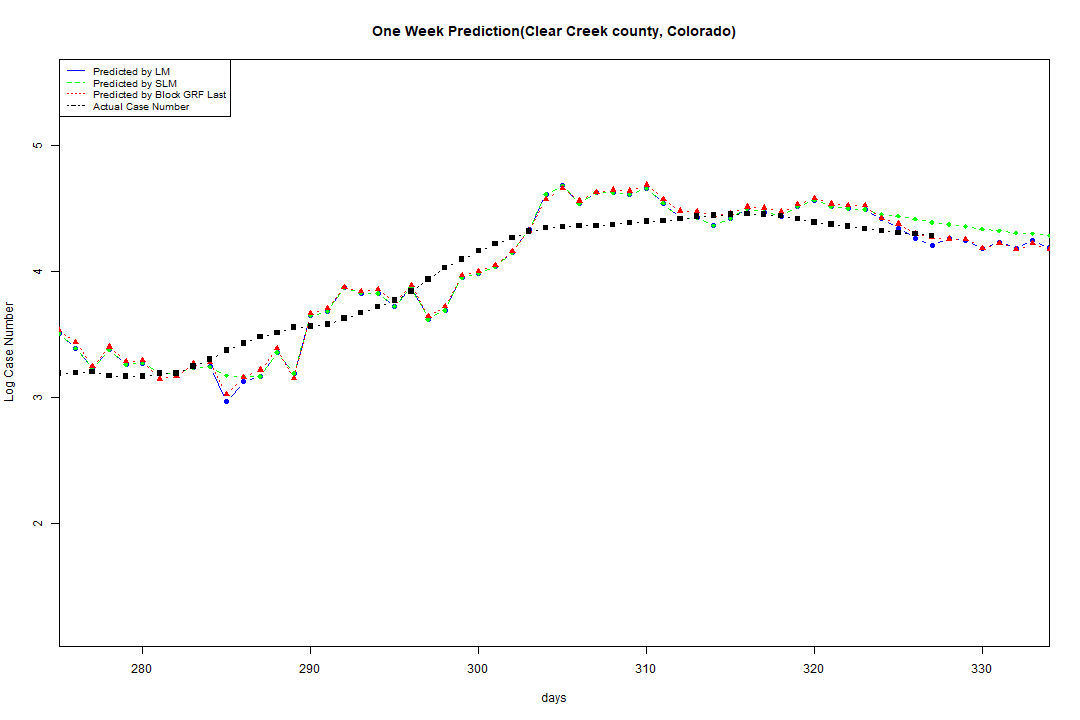 One Week Prediction(Clear Creek county, Colorado)
Predicted by LM
Predicted by SLM
Predicted by Block GRF Last
Actual Case Number
5
4
3
2
Log Case Number
280 290 300 310 320 330
days